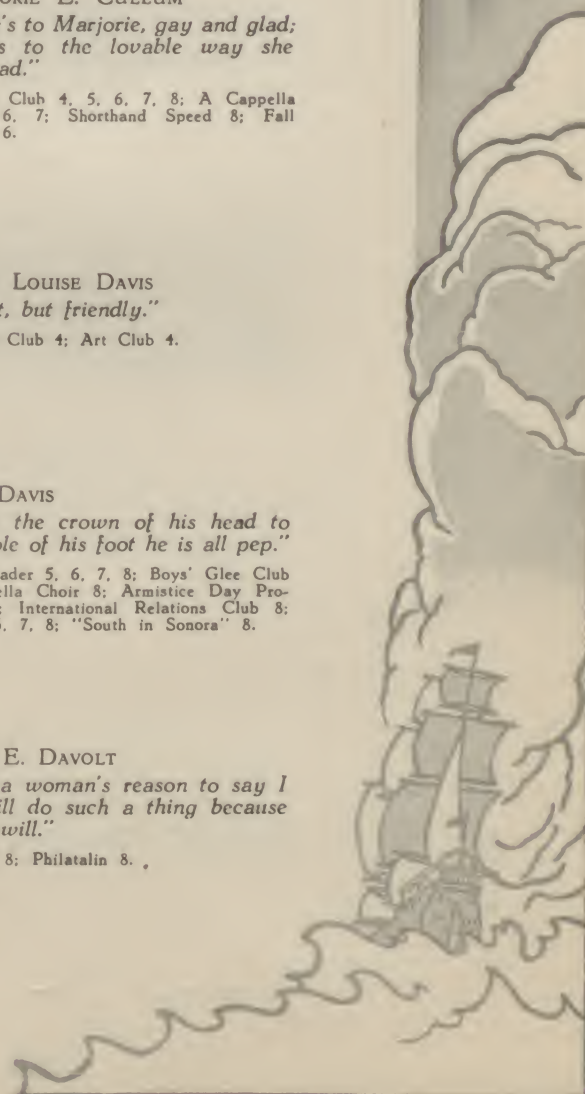 E. CULLUM
's to Marjorie, gay and glad;
s to the lovable way she
ad."
Club 4, 5, 6, 7, 8; A Cappella
6, 7; Shorthand Speed 8; Fall
6.
LOUISE DAVIS
t, but friendly."
Club 4; Art Club 4.
DAVIS
the crown of his head to
le of his foot he is all pep."
ader 5, 6, 7, 8; Boys' Glee Club
ella Choir 8; Armistice Day Pro-
; International Relations Club 8;
, 7, 8; "South in Sonora" 8.
E. DAVOLT
a woman's reason to say I
ill do such a thing because
will."
8; Philatalin 8.